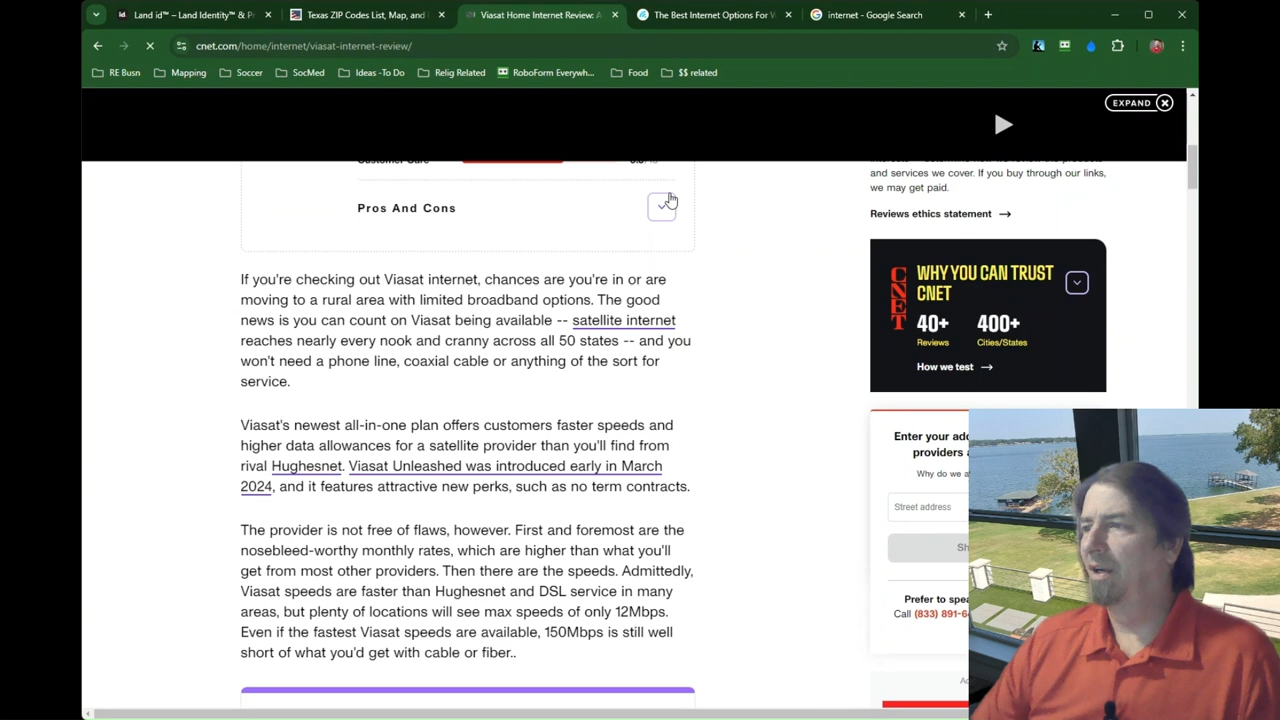 Land id™ – Land Identity™ & Pr
Texas ZIP Codes List, Map, and
Viasat Home Internet Review: A
The Best Internet Options For W
internet - Google Search
cnet.com/home/internet/viasat-internet-review/
RE Busn
Mapping
Soccer
SocMed
Ideas -To Do
Relig Related
RoboForm Everywh...
Food
$$ related
EXPAND
Customer Care
Pros And Cons
If you're checking out Viasat internet, chances are you're in or are
moving to a rural area with limited broadband options. The good
news is you can count on Viasat being available -- satellite internet
reaches nearly every nook and cranny across all 50 states -- and you
won't need a phone line, coaxial cable or anything of the sort for
service.
Viasat's newest all-in-one plan offers customers faster speeds and
higher data allowances for a satellite provider than you'll find from
rival Hughesnet. Viasat Unleashed was introduced early in March
2024, and it features attractive new perks, such as no term contracts.
The provider is not free of flaws, however. First and foremost are the
nosebleed-worthy monthly rates, which are higher than what you'll
get from most other providers. Then there are the speeds. Admittedly,
Viasat speeds are faster than Hughesnet and DSL service in many
areas, but plenty of locations will see max speeds of only 12Mbps.
Even if the fastest Viasat speeds are available, 150Mbps is still well
short of what you'd get with cable or fiber..
and services we cover. If you buy through our links,
we may get paid.
Reviews ethics statement
CNET
WHY YOU CAN TRUST
CNET
40+ 400+
Reviews Cities/States
How we test
Enter your add
providers a
Why do we a
Street address
Sh
Prefer to spea
Call (833) 891-6